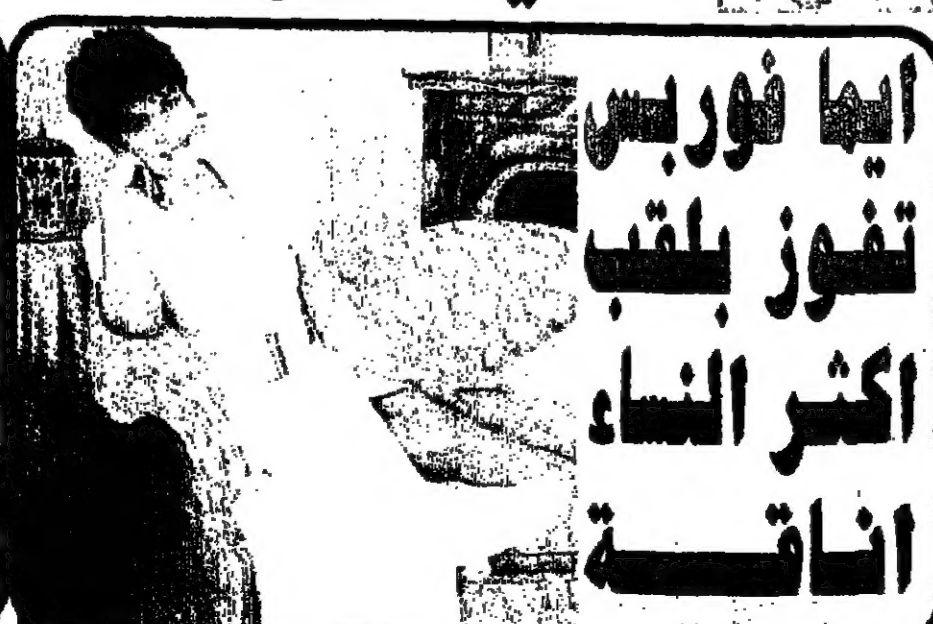 ايما فوربس
تفوز بلقب
اكثر النساء
اناقة